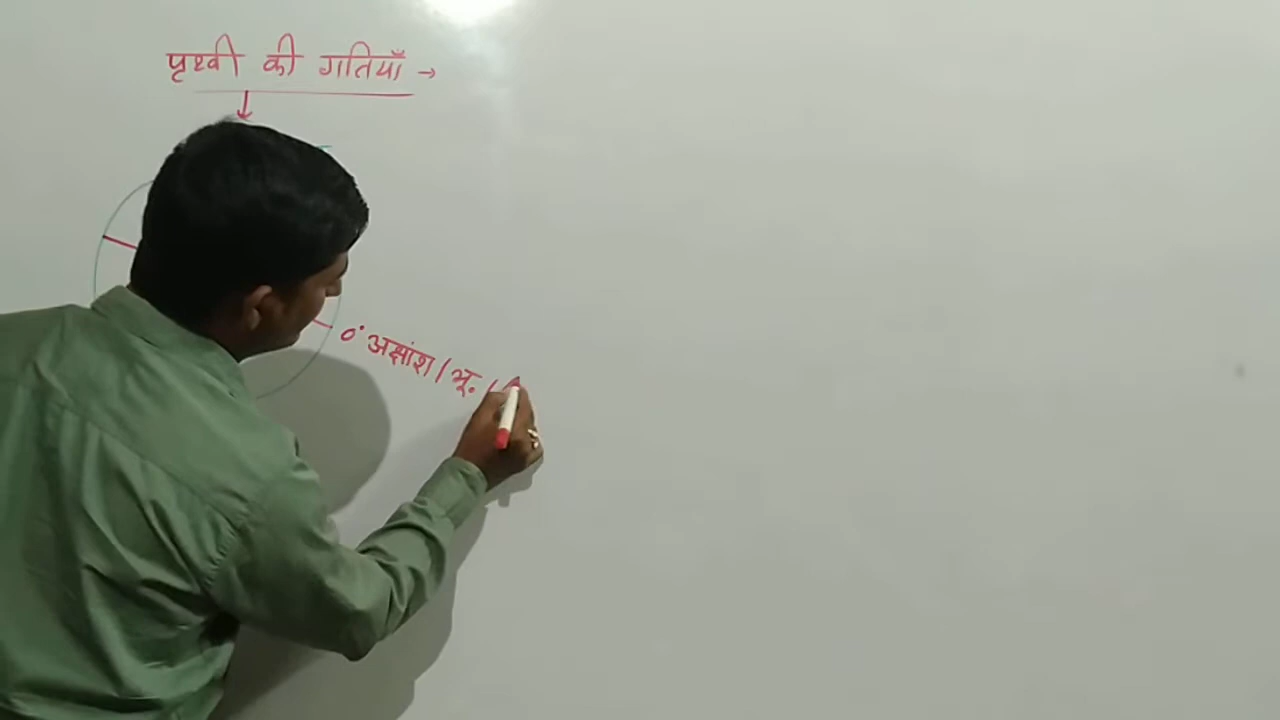 पृथ्वी की गतियाँ →
0° अक्षांश / भू. /